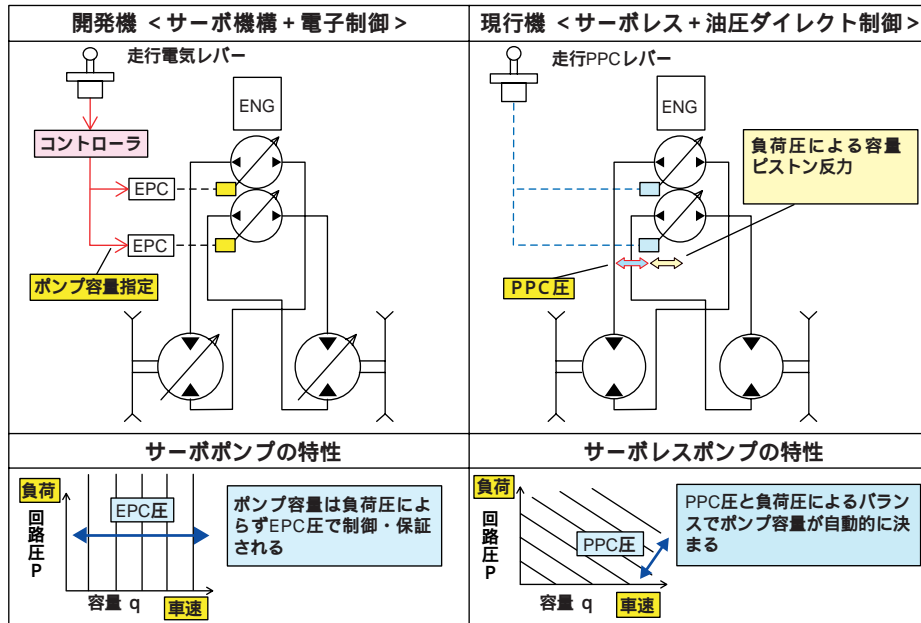 開発機 <サーボ機構+電子制御>
走行電気レバー
ENG
コントローラ
EPC
EPC
ポンプ容量指定
現行機 <サーボレス+油圧ダイレクト制御>
走行PPCレバー
ENG
負荷圧による容量
ピストン反力
PPC圧
サーボポンプの特性
負荷
回路圧P
EPC圧
容量 q
車速
ポンプ容量は負荷圧によ
らずEPC圧で制御・保証
される
サーボレスポンプの特性
負荷
回路圧P
PPC圧
容量 q
車速
PPC圧と負荷圧によるバラン
スでポンプ容量が自動的に決
まる